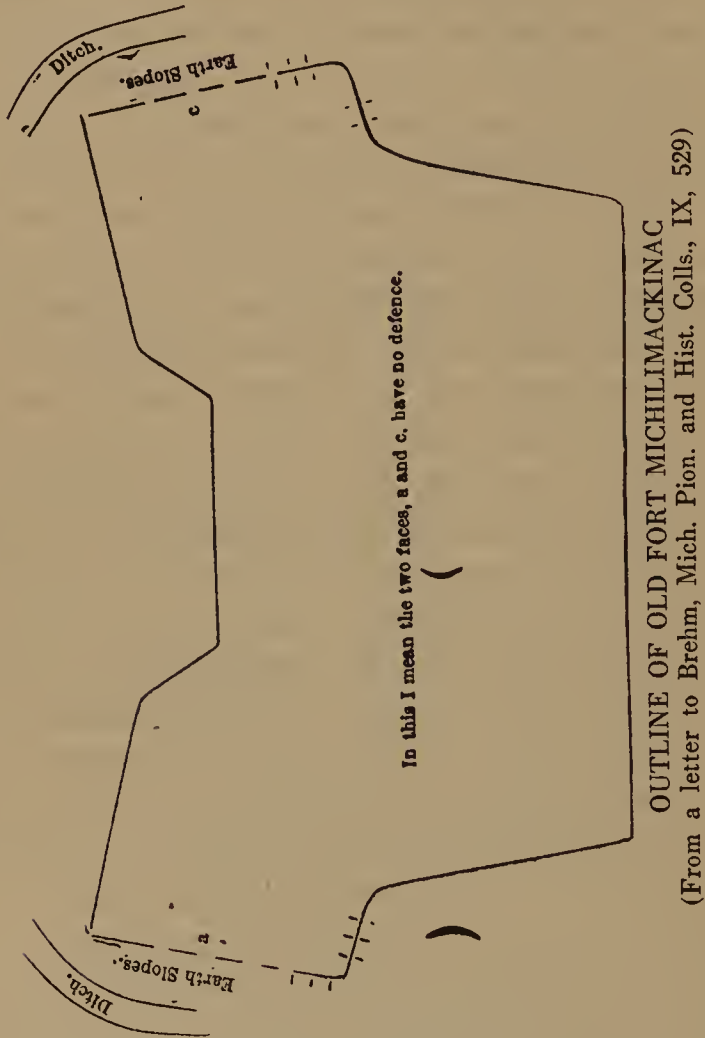 Ditch.
Earth Slopes.
c
In this I mean the two faces, a and c. have no defence.
a
Earth Slopes.
Ditch.
OUTLINE OF OLD FORT MICHILIMACKINAC
(From a letter to Brehm, Mich. Pion. and Hist. Colls., IX, 529)